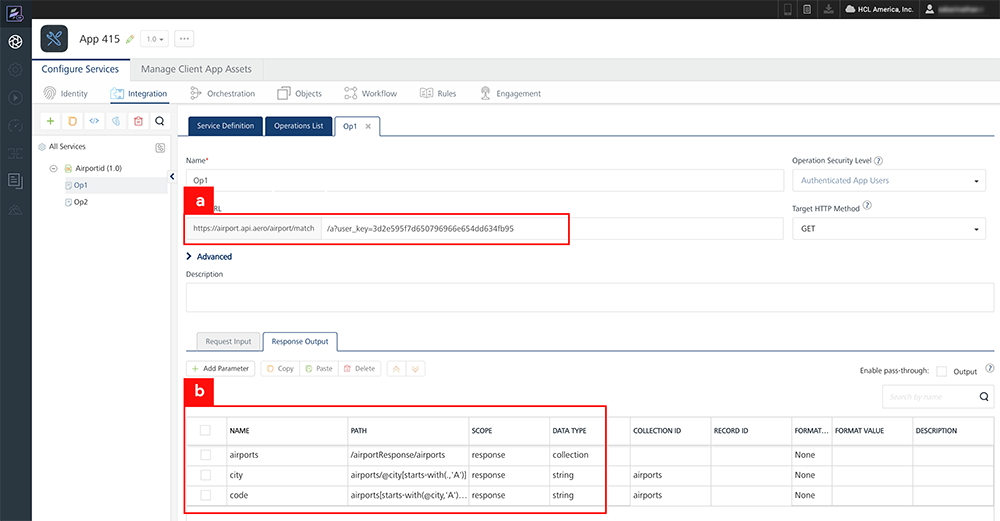 HCL America, Inc.
App 415
1.0
Configure Services
Manage Client App Assets
Identity
Integration
Orchestration
Objects
Workflow
Rules
Engagement
All Services
Airportid (1.0)
Op1
Op2
Service Definition
Operations List
Op1
Name*
Op1
Operation Security Level
Authenticated App Users
a
RL
https://airport.api.aero/airport/match
/a?user_key=3d2e595f7d650796966e654dd634fb95
Target HTTP Method
GET
Advanced
Description
Request Input
Response Output
Add Parameter
Copy
Paste
Delete
Enable pass-through:
Output
Search by name
b
NAME PATH SCOPE DATA TYPE COLLECTION ID RECORD ID FORMAT... FORMAT VALUE DESCRIPTION
airports /airportResponse/airports response collection None
city airports/@city[starts-with(.,'A')] response string airports None
code airports[starts-with(@city,'A')... response string airports None